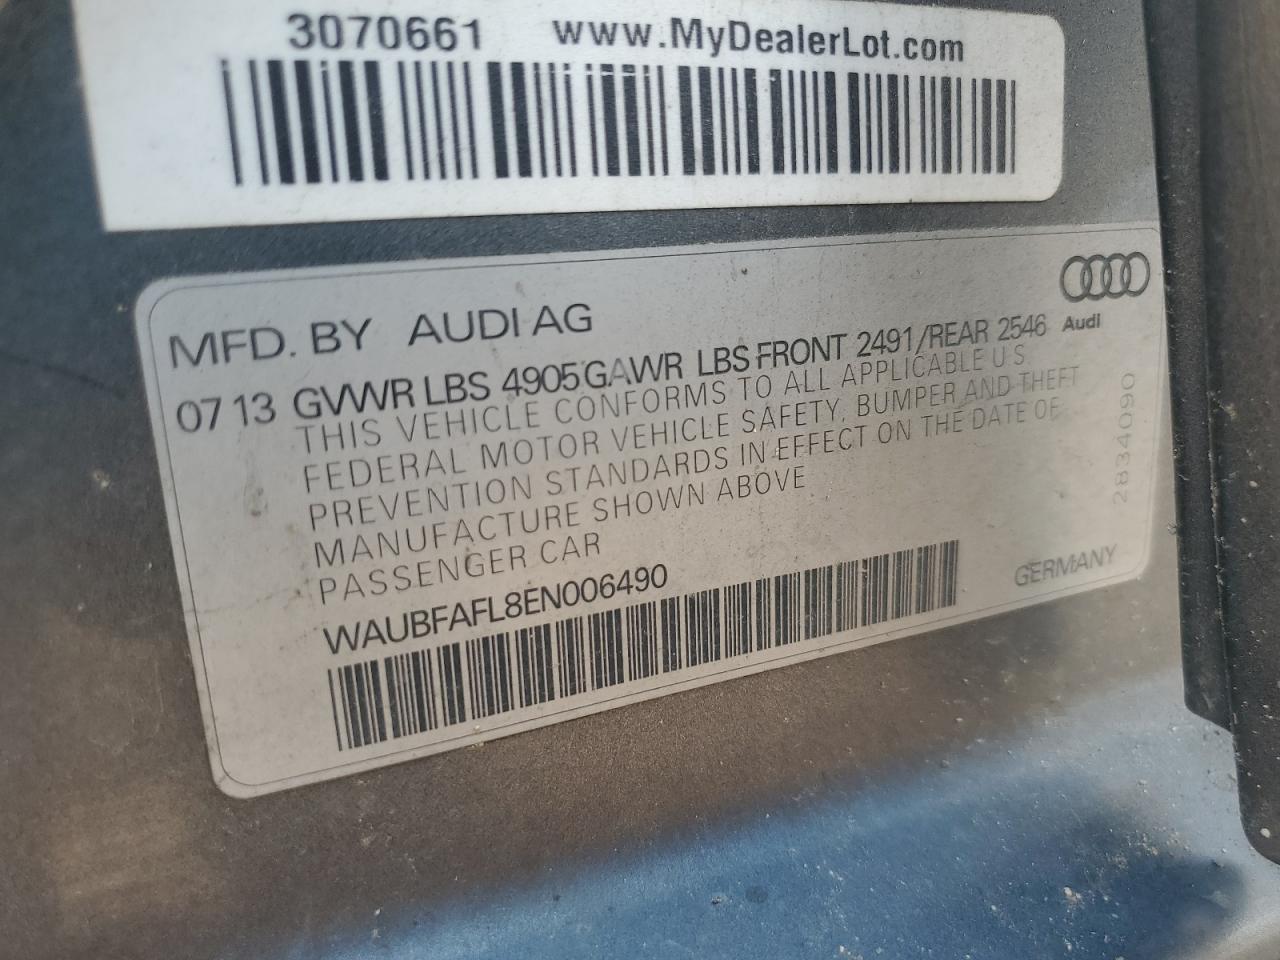 3070661 www.MyDealerLot.com
MFD. BY AUDI AG
Audi
07 13 GVWR LBS 4905 GAWR LBS FRONT 2491/REAR 2546
THIS VEHICLE CONFORMS TO ALL APPLICABLE U.S.
FEDERAL MOTOR VEHICLE SAFETY, BUMPER AND THEFT
PREVENTION STANDARDS IN EFFECT ON THE DATE OF
MANUFACTURE SHOWN ABOVE
PASSENGER CAR
WAUBFAFL8EN006490
GERMANY
2834090